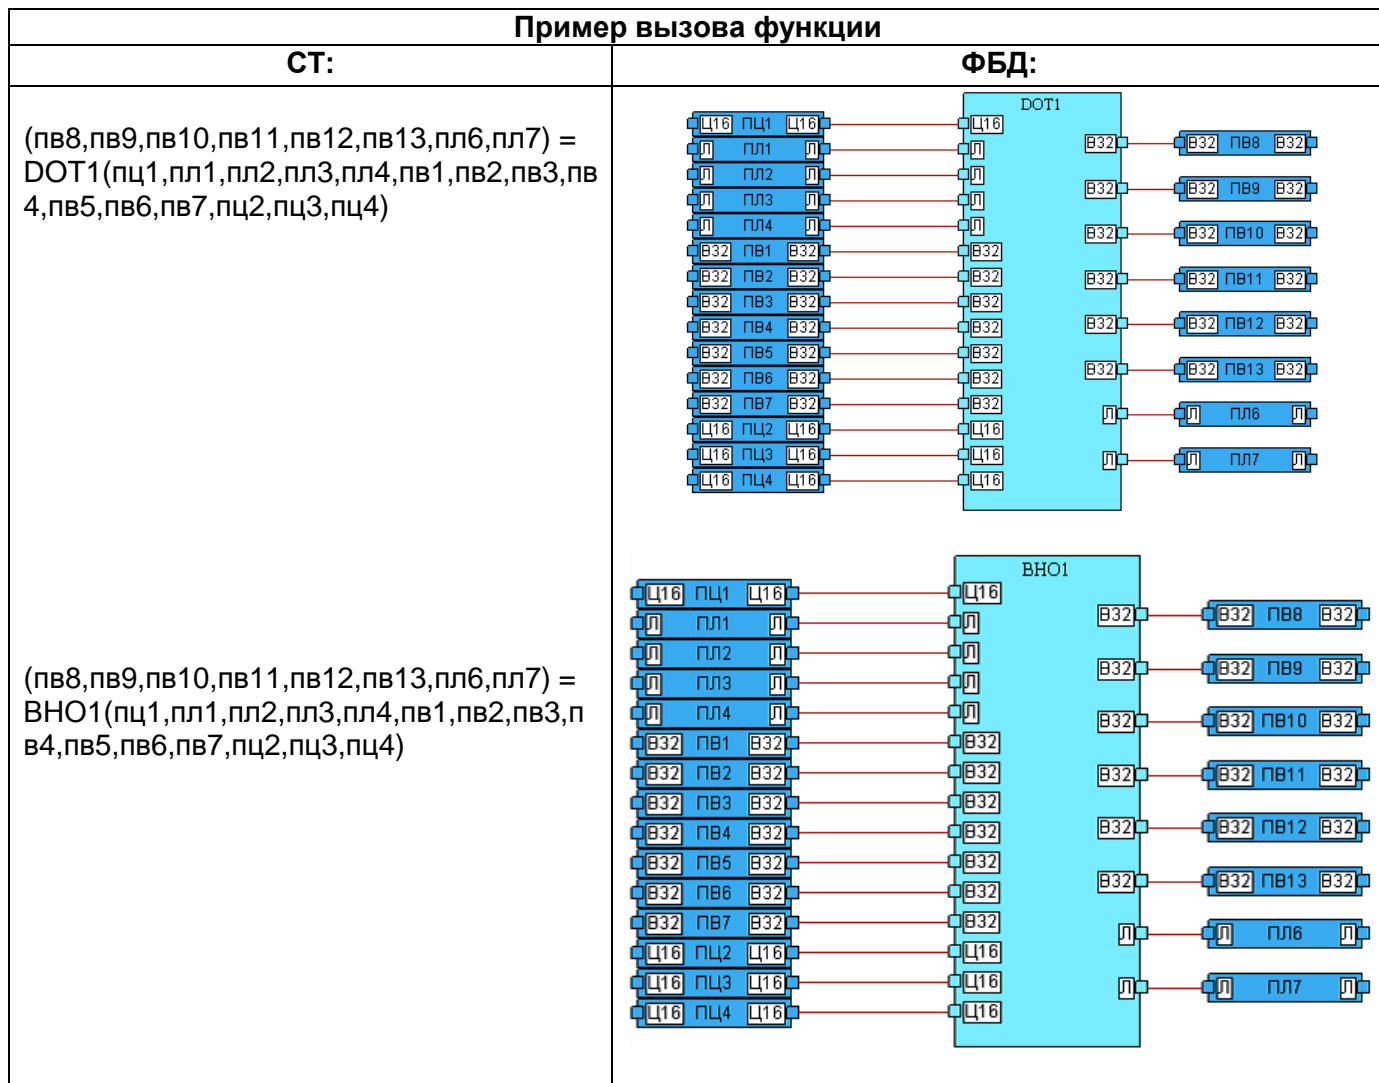 Пример вызова функции
СТ:
ФБД:
(пв8,пв9,пв10,пв11,пв12,пв13,пл6,пл7) =
DOT1(пц1,пл1,пл2,пл3,пл4,пв1,пв2,пв3,пв
4,пв5,пв6,пв7,пц2,пц3,пц4)
DOT1
Ц16 ПЦ1 Ц16 Ц16
Л ПЛ1 Л Л
Л ПЛ2 Л Л
Л ПЛ3 Л Л
Л ПЛ4 Л Л
В32 ПВ1 В32 В32
В32 ПВ2 В32 В32
В32 ПВ3 В32 В32
В32 ПВ4 В32 В32
В32 ПВ5 В32 В32
В32 ПВ6 В32 В32
В32 ПВ7 В32 В32
Ц16 ПЦ2 Ц16 Ц16
Ц16 ПЦ3 Ц16 Ц16
Ц16 ПЦ4 Ц16 Ц16
В32 В32 ПВ8 В32
В32 В32 ПВ9 В32
В32 В32 ПВ10 В32
В32 В32 ПВ11 В32
В32 В32 ПВ12 В32
В32 В32 ПВ13 В32
Л Л ПЛ6 Л
Л Л ПЛ7 Л
(пв8,пв9,пв10,пв11,пв12,пв13,пл6,пл7) =
ВНО1(пц1,пл1,пл2,пл3,пл4,пв1,пв2,пв3,п
в4,пв5,пв6,пв7,пц2,пц3,пц4)
ВНО1
Ц16 ПЦ1 Ц16 Ц16
Л ПЛ1 Л Л
Л ПЛ2 Л Л
Л ПЛ3 Л Л
Л ПЛ4 Л Л
В32 ПВ1 В32 В32
В32 ПВ2 В32 В32
В32 ПВ3 В32 В32
В32 ПВ4 В32 В32
В32 ПВ5 В32 В32
В32 ПВ6 В32 В32
В32 ПВ7 В32 В32
Ц16 ПЦ2 Ц16 Ц16
Ц16 ПЦ3 Ц16 Ц16
Ц16 ПЦ4 Ц16 Ц16
В32 В32 ПВ8 В32
В32 В32 ПВ9 В32
В32 В32 ПВ10 В32
В32 В32 ПВ11 В32
В32 В32 ПВ12 В32
В32 В32 ПВ13 В32
Л Л ПЛ6 Л
Л Л ПЛ7 Л